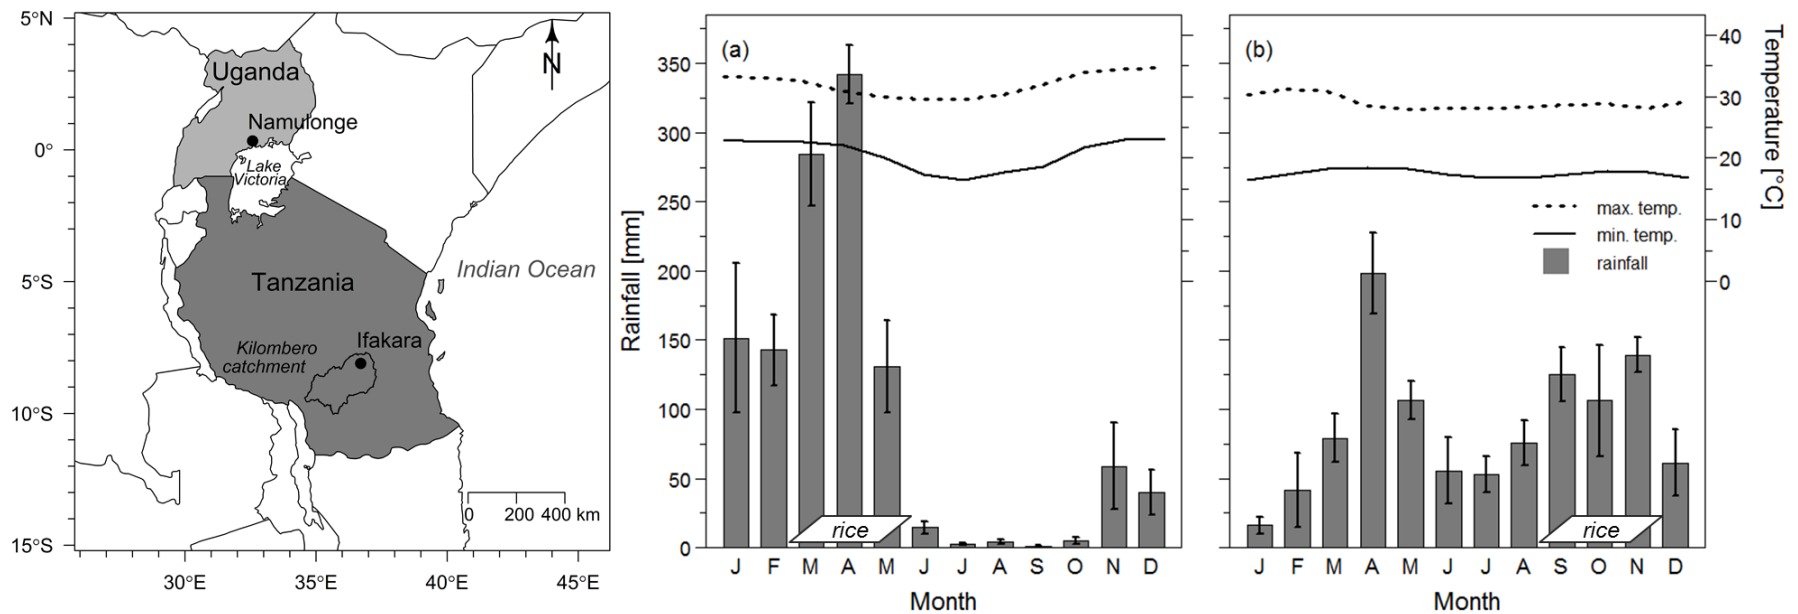 5°N
0°
5°S
10°S
15°S
30°E
35°E
40°E
45°E
Uganda
N
Namulonge
Lake
Victoria
Tanzania
Indian Ocean
Kilombero
catchment
Ifakara
0
200
400 km
(a)
Rainfall [mm]
350
300
250
200
150
100
50
0
rice
J F M A M J J A S O N D
Month
(b)
max. temp.
min. temp.
rainfall
rice
J F M A M J J A S O N D
Month
40
30
20
10
0
Temperature [°C]